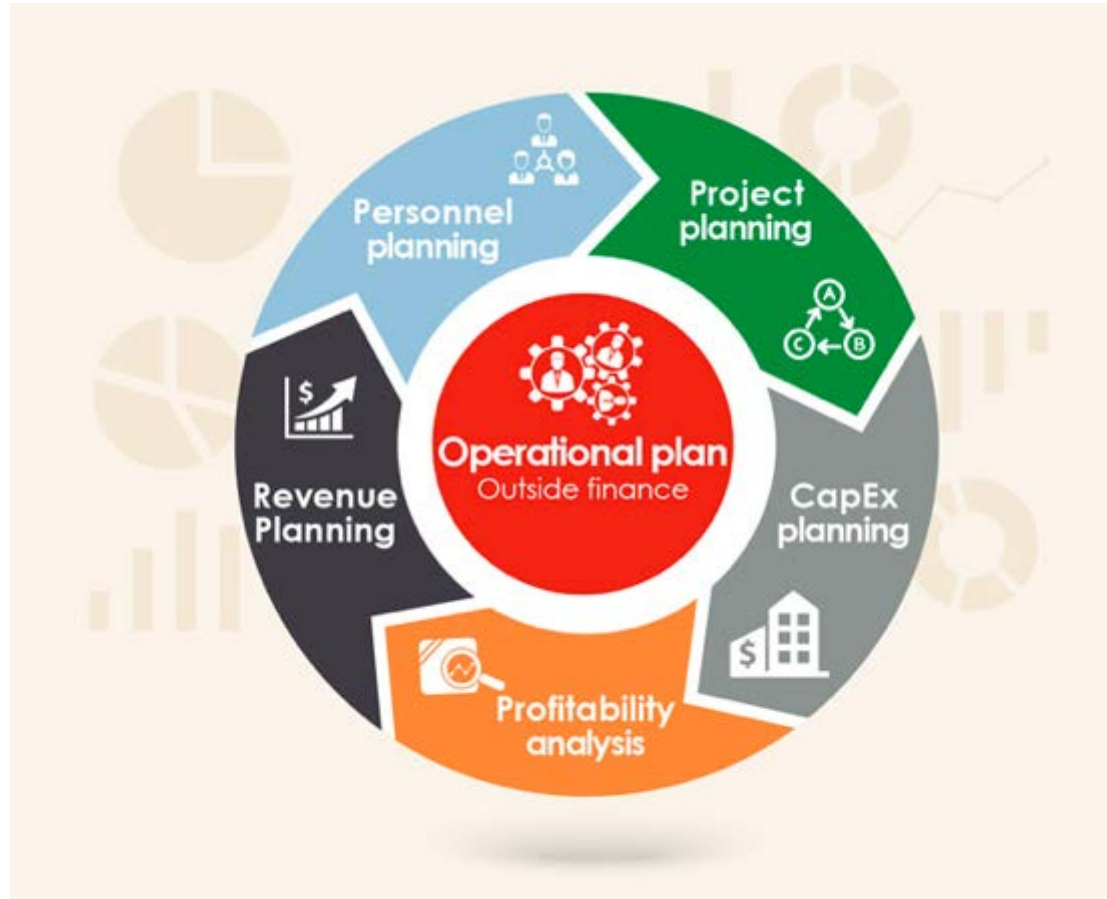 Personnel
planning
Project
planning
A
C
B
$
Revenue
Planning
Operational plan
Outside finance
CapEx
planning
$
Profitability
analysis